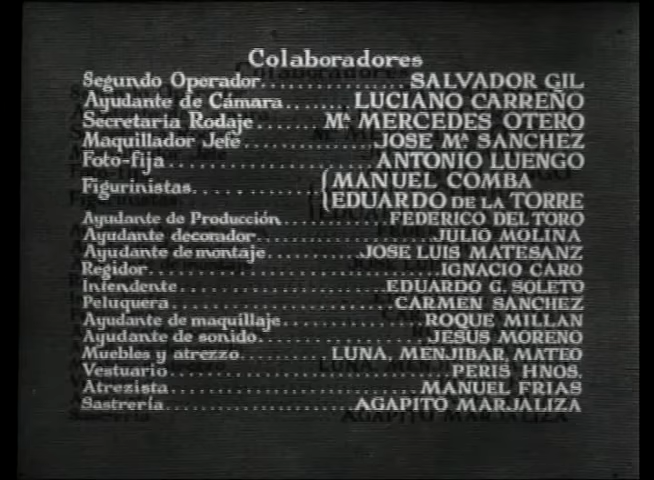 Colaboradores
Segundo Operador................SALVADOR GIL
Ayudante de Cámara........LUCIANO CARREÑO
Secretaria Rodaje.......Mª MERCEDES OTERO
Maquillador Jefe................JOSE Mª SANCHEZ
Foto-fija.........................ANTONIO LUENGO
Figurinistas............{MANUEL COMBA
EDUARDO DE LA TORRE
Ayudante de Producción............FEDERICO DEL TORO
Ayudante decorador....................JULIO MOLINA
Ayudante de montaje...........JOSE LUIS MATESANZ
Regidor.................................IGNACIO CARO
Intendente........................EDUARDO G. SOLETO
Peluquera.........................CARMEN SANCHEZ
Ayudante de maquillaje................ROQUE MILLAN
Ayudante de sonido....................JESUS MORENO
Muebles y atrezzo..........LUNA, MENJIBAR, MATEO
Vestuario................................PERIS HNOS.
Atrezista............................MANUEL FRIAS
Sastrería......................AGAPITO MARJALIZA